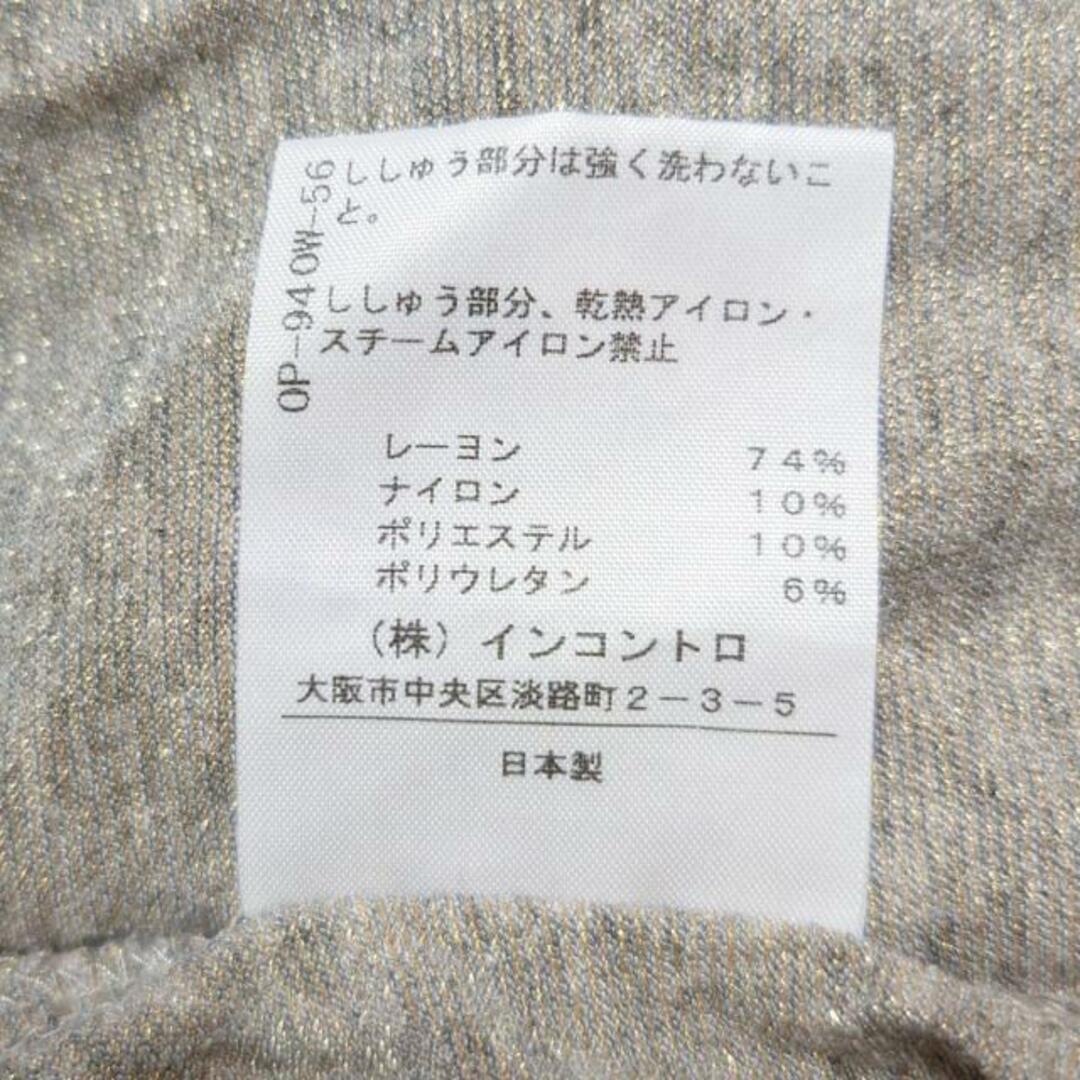 OP-940W-56
ししゅう部分は強く洗わないこ
と。
ししゅう部分、乾熱アイロン・
スチームアイロン禁止
レーヨン 74%
ナイロン 10%
ポリエステル 10%
ポリウレタン 6%
(株)インコントロ
大阪市中央区淡路町2-3-5
日本製